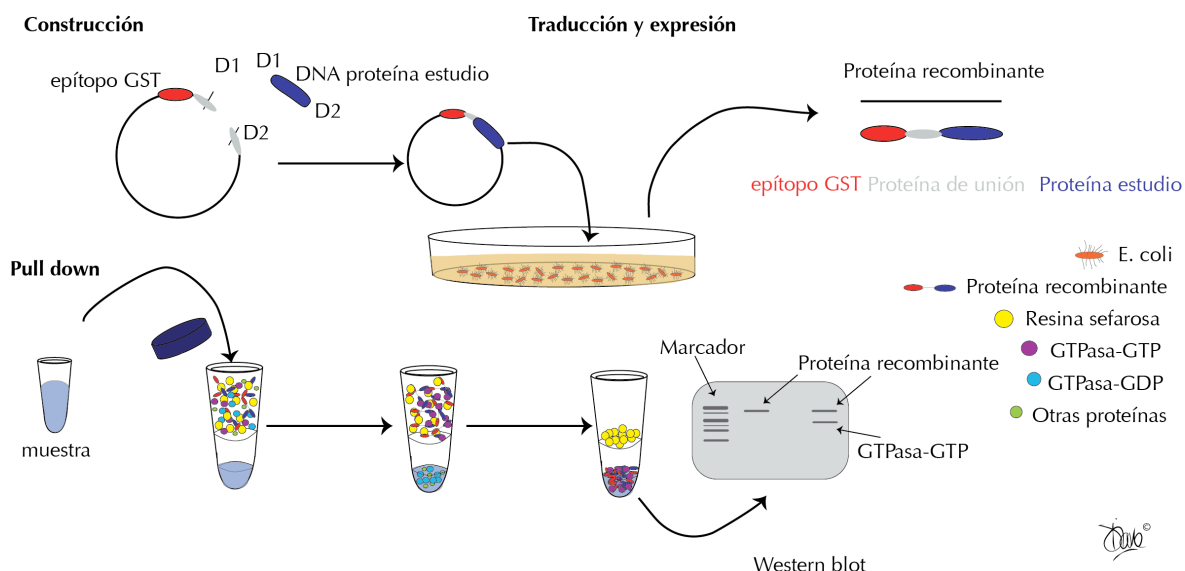 Construcción
Traducción y expresión
epítopo GST
D1
D1
DNA proteína estudio
D2
D2
Proteína recombinante
epítopo GST Proteína de unión Proteína estudio
Pull down
E. coli
Proteína recombinante
Resina sefarosa
GTPasa-GTP
GTPasa-GDP
Otras proteínas
muestra
Marcador
Proteína recombinante
GTPasa-GTP
Western blot